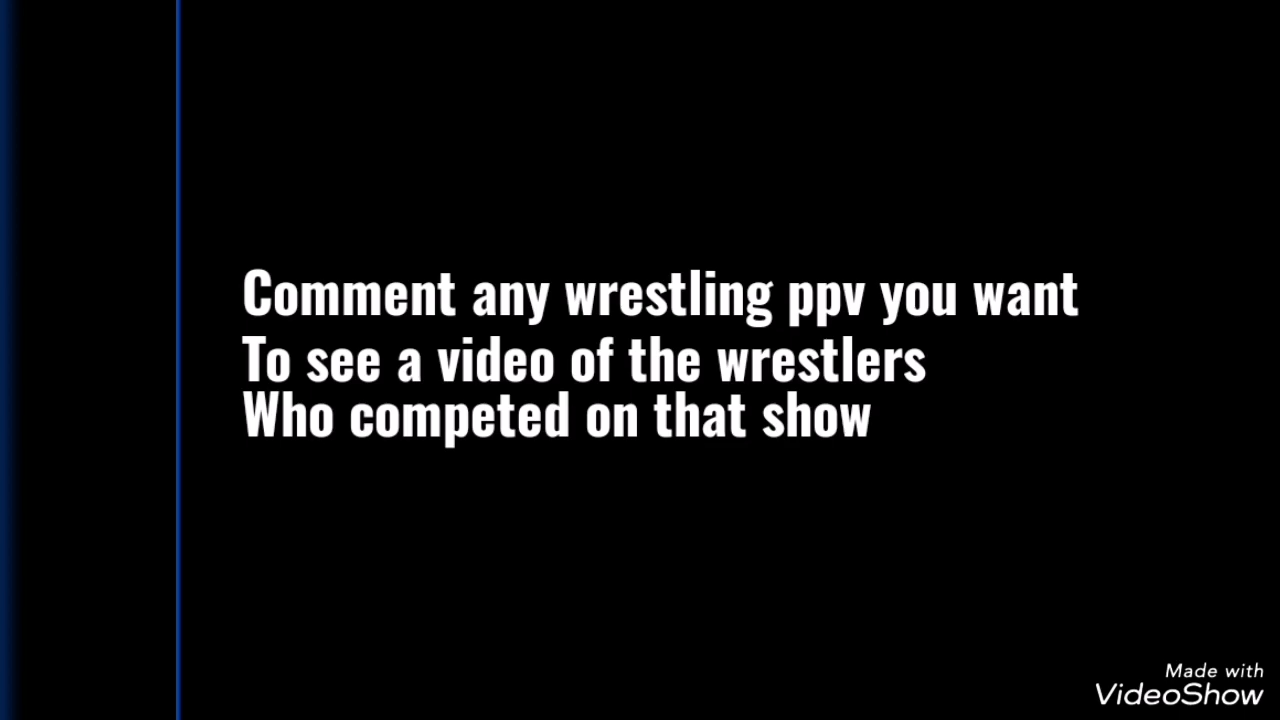 Comment any wrestling ppv you want
To see a video of the wrestlers
Who competed on that show
Made with
VideoShow